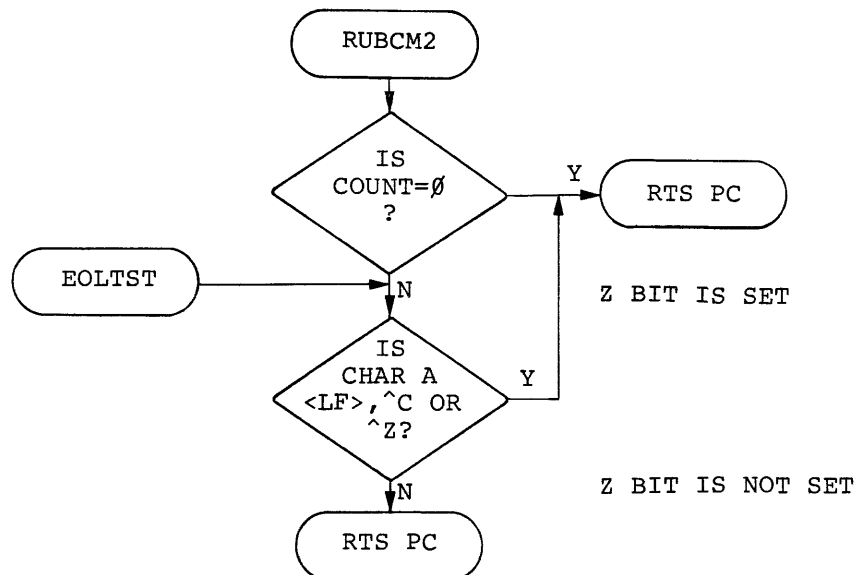 RUBCM2
IS
COUNT=Ø
?
Y
RTS PC
EOLTST
N
Z BIT IS SET
IS
CHAR A
<LF>,^C OR
^Z?
Y
N
Z BIT IS NOT SET
RTS PC